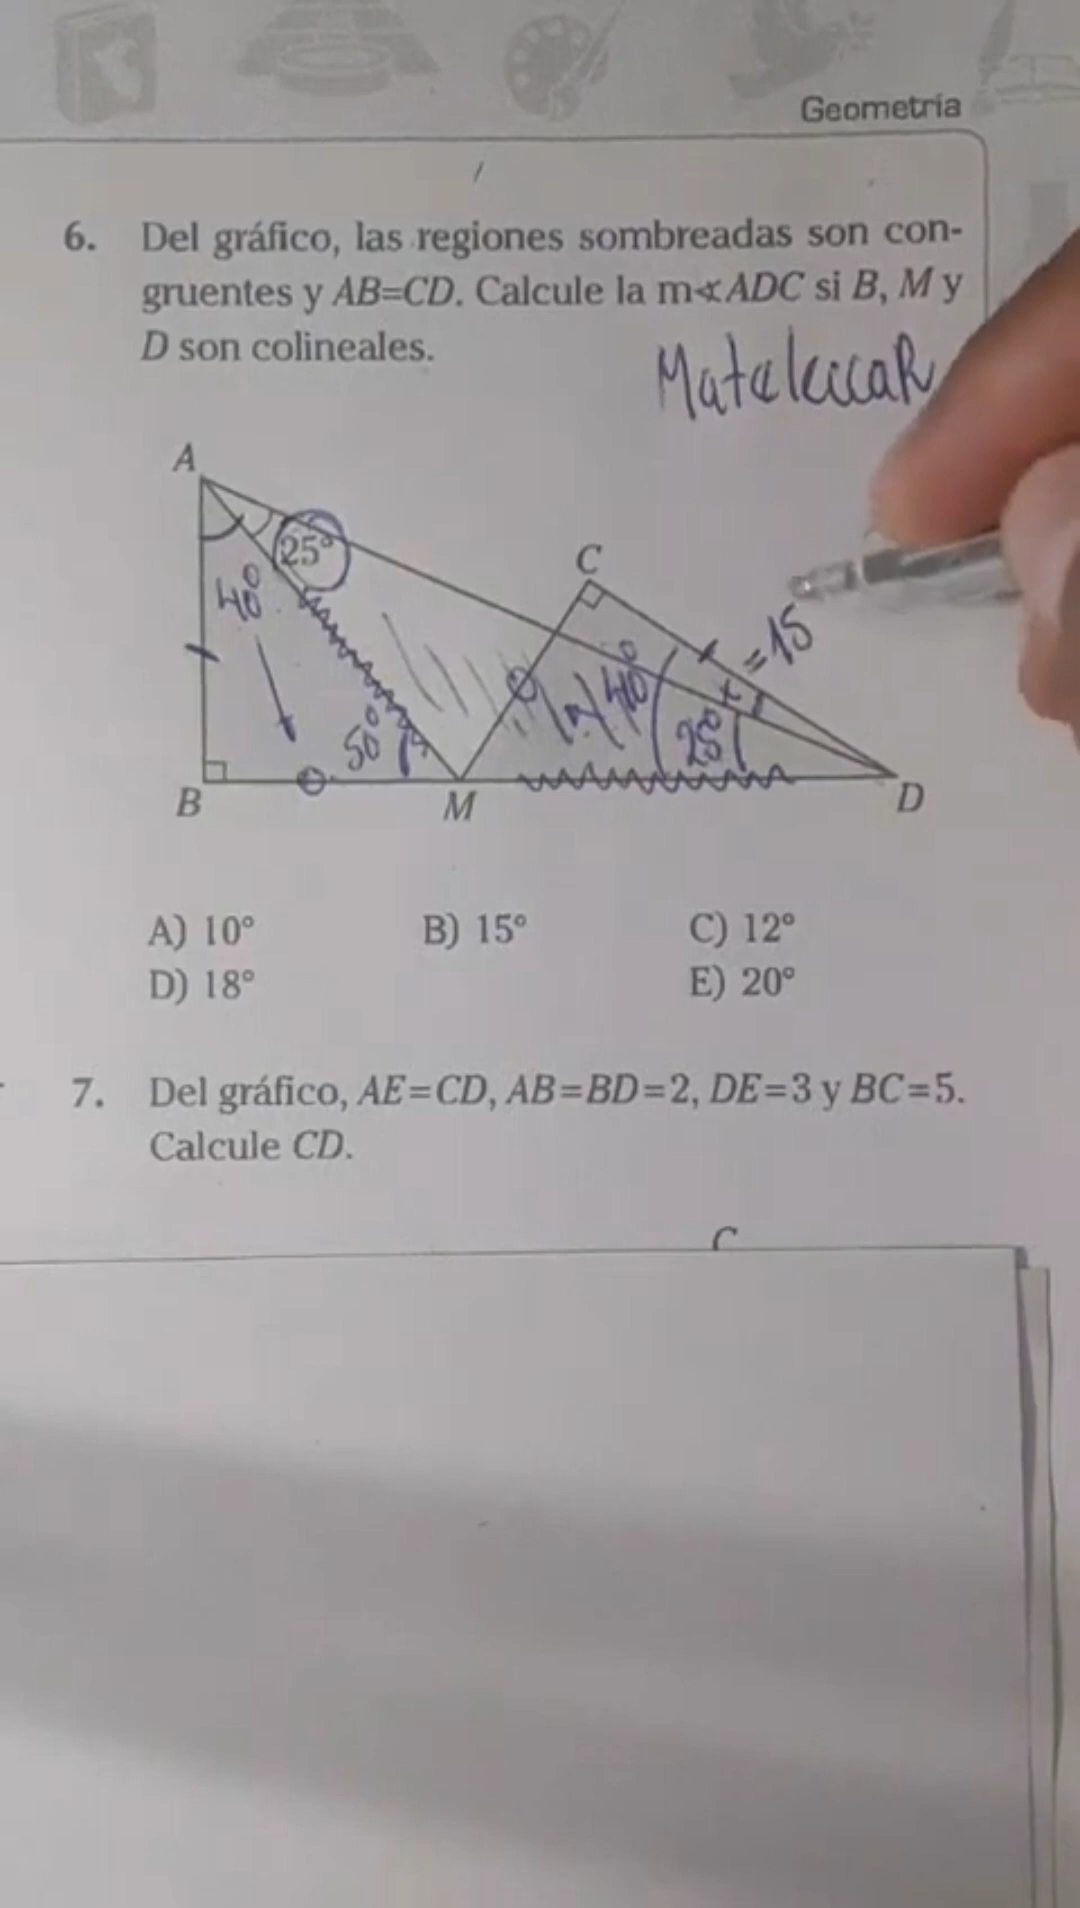 Geometría
6. Del gráfico, las regiones sombreadas son con-
gruentes y AB=CD. Calcule la m∢ADC si B, M y
D son colineales.
MatelucaR
A
25°
C
40°
= 15
x
40°
50°
25°
B
M
D
A) 10° B) 15° C) 12°
D) 18° E) 20°
7. Del gráfico, AE=CD, AB=BD=2, DE=3 y BC=5.
Calcule CD.
C